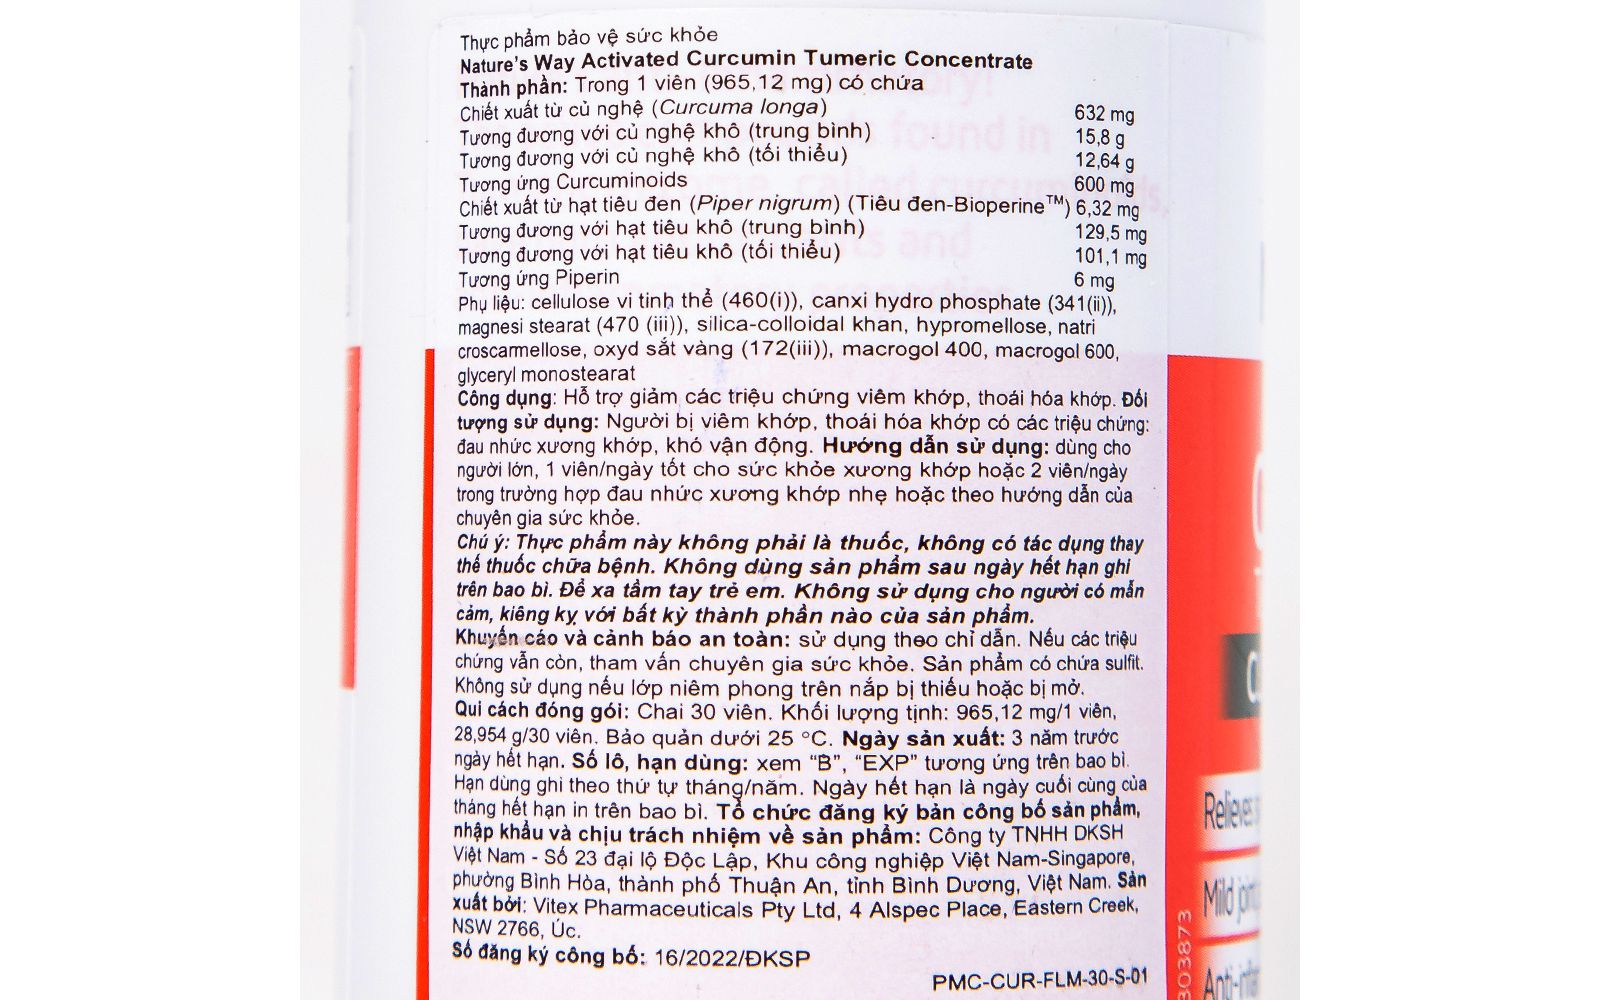 Thực phẩm bảo vệ sức khỏe
Nature's Way Activated Curcumin Tumeric Concentrate
Thành phần: Trong 1 viên (965,12 mg) có chứa
Chiết xuất từ củ nghệ (Curcuma longa) 632 mg
Tương đương với củ nghệ khô (trung bình) 15,8 g
Tương đương với củ nghệ khô (tối thiểu) 12,64 g
Tương ứng Curcuminoids 600 mg
Chiết xuất từ hạt tiêu đen (Piper nigrum) (Tiêu đen-Bioperine™) 6,32 mg
Tương đương với hạt tiêu khô (trung bình) 129,5 mg
Tương đương với hạt tiêu khô (tối thiểu) 101,1 mg
Tương ứng Piperin 6 mg
Phụ liệu: cellulose vi tinh thể (460(i)), canxi hydro phosphate (341(ii)),
magnesi stearat (470 (iii)), silica-colloidal khan, hypromellose, natri
croscarmellose, oxyd sắt vàng (172(iii)), macrogol 400, macrogol 600,
glyceryl monostearat
Công dụng: Hỗ trợ giảm các triệu chứng viêm khớp, thoái hóa khớp. Đối
tượng sử dụng: Người bị viêm khớp, thoái hóa khớp có các triệu chứng:
đau nhức xương khớp, khó vận động. Hướng dẫn sử dụng: dùng cho
người lớn, 1 viên/ngày tốt cho sức khỏe xương khớp hoặc 2 viên/ngày
trong trường hợp đau nhức xương khớp nhẹ hoặc theo hướng dẫn của
chuyên gia sức khỏe.
Chú ý: Thực phẩm này không phải là thuốc, không có tác dụng thay
thế thuốc chữa bệnh. Không dùng sản phẩm sau ngày hết hạn ghi
trên bao bì. Để xa tầm tay trẻ em. Không sử dụng cho người có mẫn
cảm, kiêng kỵ với bất kỳ thành phần nào của sản phẩm.
Khuyến cáo và cảnh báo an toàn: sử dụng theo chỉ dẫn. Nếu các triệu
chứng vẫn còn, tham vấn chuyên gia sức khỏe. Sản phẩm có chứa sulfit.
Không sử dụng nếu lớp niêm phong trên nắp bị thiếu hoặc bị mở.
Qui cách đóng gói: Chai 30 viên. Khối lượng tịnh: 965,12 mg/1 viên,
28,954 g/30 viên. Bảo quản dưới 25 °C. Ngày sản xuất: 3 năm trước
ngày hết hạn. Số lô, hạn dùng: xem "B", "EXP" tương ứng trên bao bì.
Hạn dùng ghi theo thứ tự tháng/năm. Ngày hết hạn là ngày cuối cùng của
tháng hết hạn in trên bao bì. Tổ chức đăng ký bản công bố sản phẩm,
nhập khẩu và chịu trách nhiệm về sản phẩm: Công ty TNHH DKSH
Việt Nam - Số 23 đại lộ Độc Lập, Khu công nghiệp Việt Nam-Singapore,
phường Bình Hòa, thành phố Thuận An, tỉnh Bình Dương, Việt Nam. Sản
xuất bởi: Vitex Pharmaceuticals Pty Ltd, 4 Alspec Place, Eastern Creek,
NSW 2766, Úc.
Số đăng ký công bố: 16/2022/ĐKSP
PMC-CUR-FLM-30-S-01
303873
Relieves
Mild